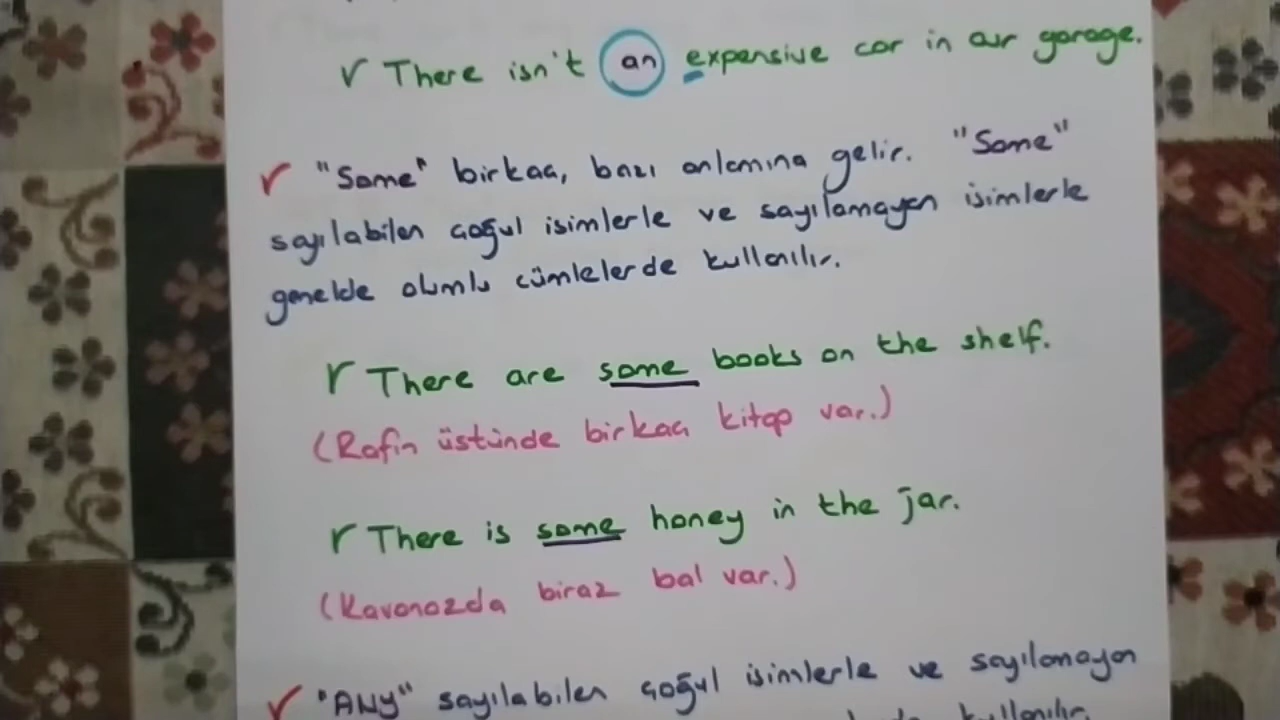 ✓ There isn't an expensive car in our garage.
✓ "Some" birkaç, bazı anlamına gelir. "Some"
sayılabilen çoğul isimlerle ve sayılamayan isimlerle
genelde olumlu cümlelerde kullanılır.
✓ There are some books on the shelf.
(Rafın üstünde birkaç kitap var.)
✓ There is some honey in the jar.
(Kavanozda biraz bal var.)
✓ "ANY" sayılabilen çoğul isimlerle ve sayılamayan
kullanılır.